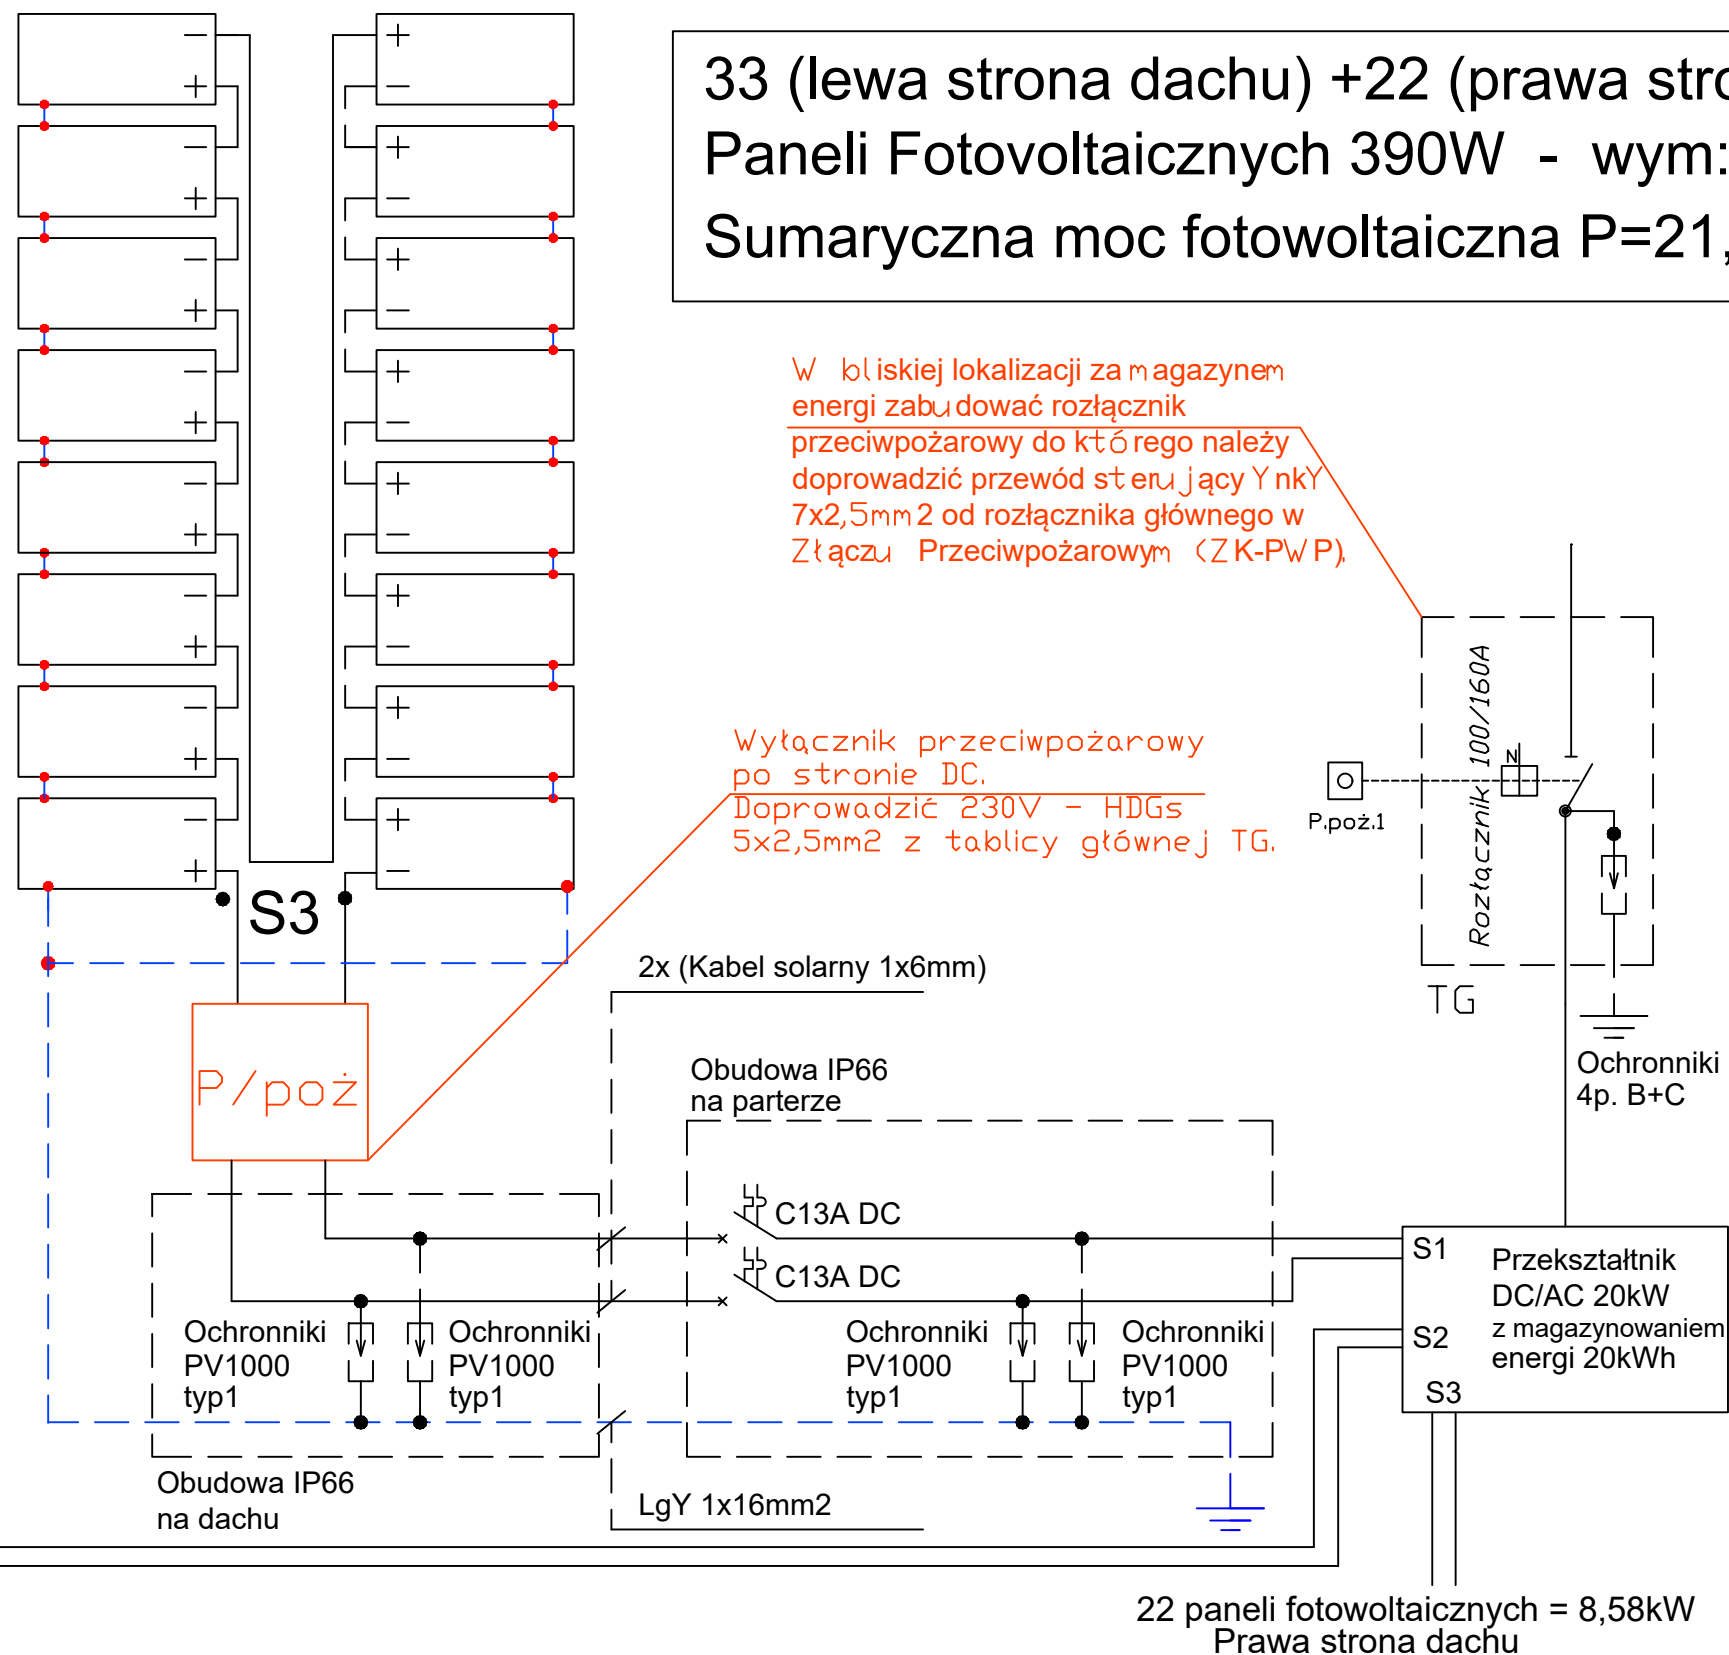 33 (lewa strona dachu) +22 (prawa
Paneli Fotovoltaicznych 390W - wym:
Sumaryczna moc fotowoltaiczna P=21,
W bliskiej lokalizacji za magazynem
energi zabudować rozłącznik
przeciwpożarowy do którego należy
doprowadzić przewód sterujący YnkY
7x2,5mm2 od rozłącznika głównego w
Złączu Przeciwpożarowym (ZK-PWP).
Wyłącznik przeciwpożarowy
po stronie DC.
Doprowadzić 230V - HDGs
5x2,5mm2 z tablicy głównej TG.
Rozłącznik 100/160A
N
P.poż.1
TG
Ochronniki
4p. B+C
S3
P/poż
2x (Kabel solarny 1x6mm)
Obudowa IP66
na parterze
C13A DC
C13A DC
Ochronniki
PV1000
typ1
Ochronniki
PV1000
typ1
Ochronniki
PV1000
typ1
Ochronniki
PV1000
typ1
S1
S2
S3
Przekształtnik
DC/AC 20kW
z magazynowaniem
energi 20kWh
Obudowa IP66
na dachu
LgY 1x16mm2
22 paneli fotowoltaicznych = 8,58kW
Prawa strona dachu